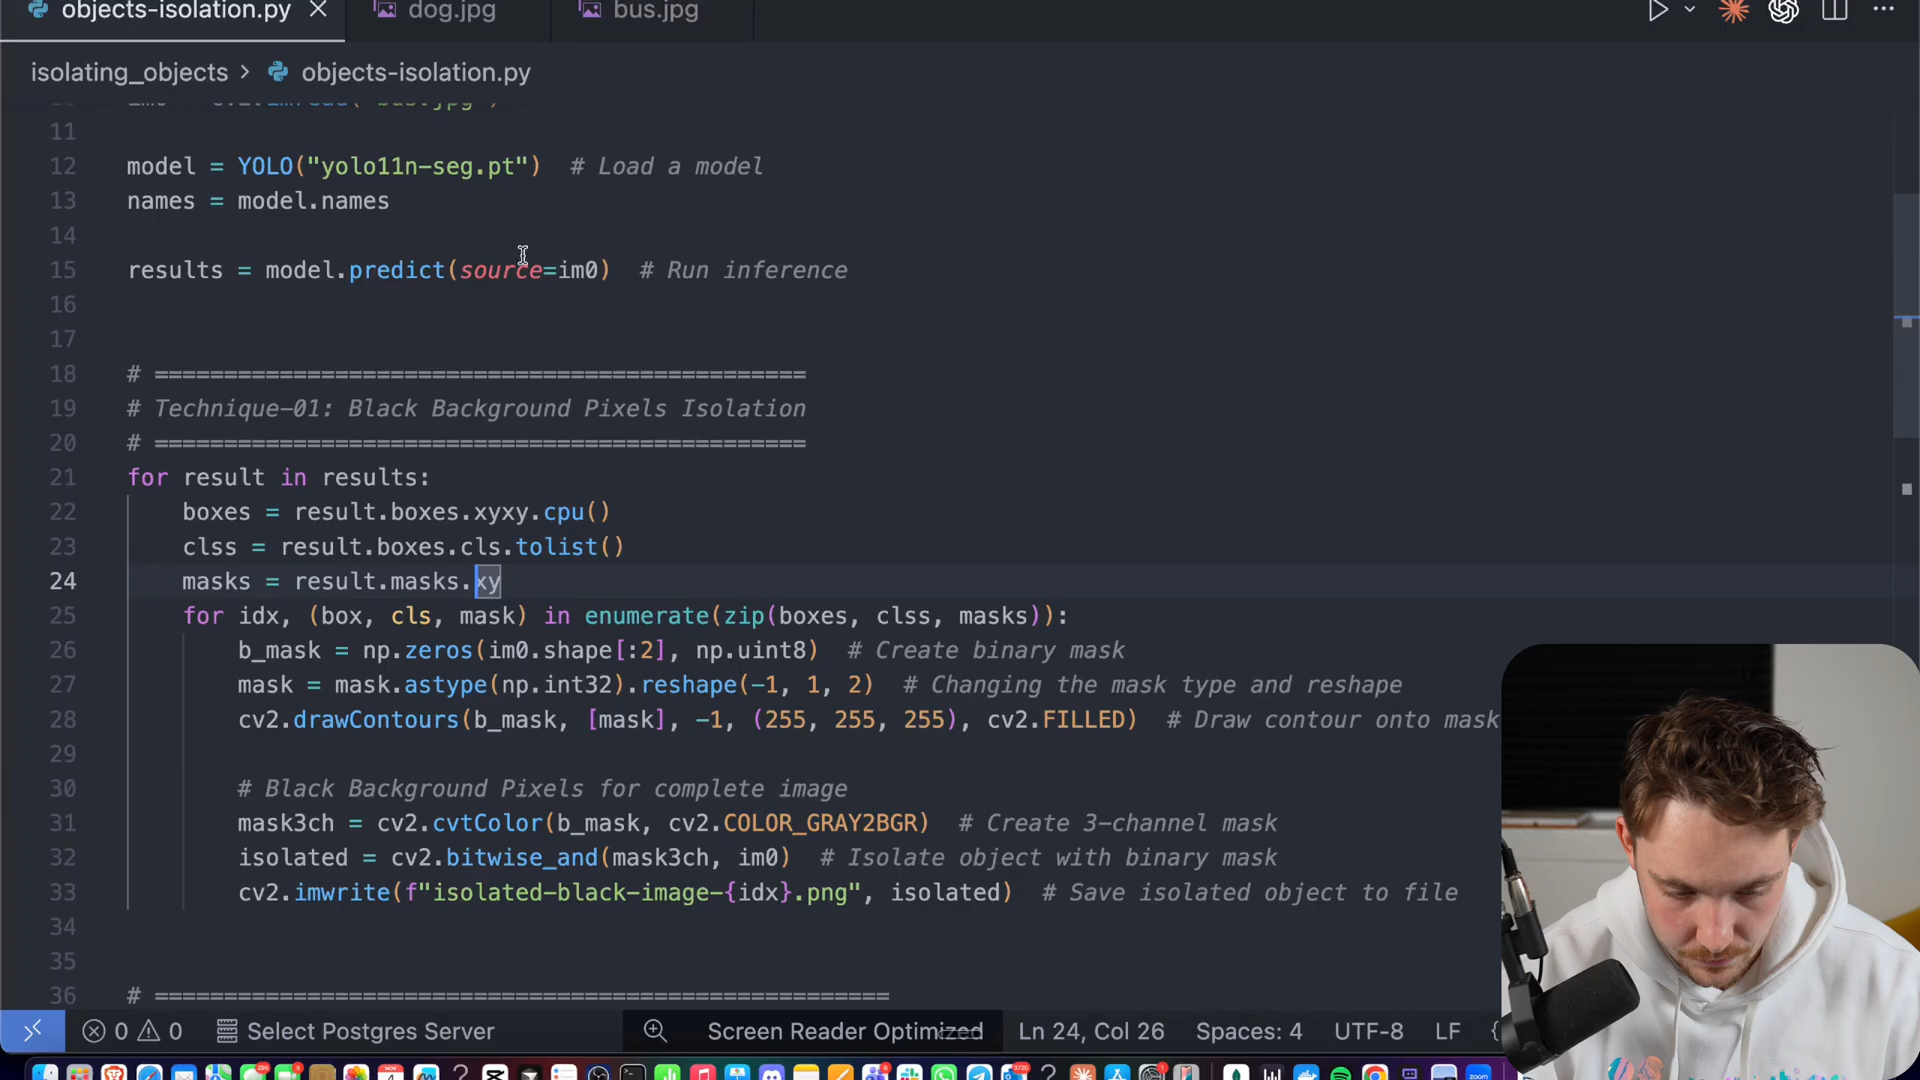 objects-isolation.py
dog.jpg
bus.jpg
isolating_objects > objects-isolation.py
11
12 model = YOLO("yolo11n-seg.pt")  # Load a model
13 names = model.names
14
15 results = model.predict(source=im0)  # Run inference
16
17
18 # ===============================================
19 # Technique-01: Black Background Pixels Isolation
20 # ===============================================
21 for result in results:
22     boxes = result.boxes.xyxy.cpu()
23     clss = result.boxes.cls.tolist()
24     masks = result.masks.xy
25     for idx, (box, cls, mask) in enumerate(zip(boxes, clss, masks)):
26         b_mask = np.zeros(im0.shape[:2], np.uint8)  # Create binary mask
27         mask = mask.astype(np.int32).reshape(-1, 1, 2)  # Changing the mask type and reshape
28         cv2.drawContours(b_mask, [mask], -1, (255, 255, 255), cv2.FILLED)  # Draw contour onto mask
29
30         # Black Background Pixels for complete image
31         mask3ch = cv2.cvtColor(b_mask, cv2.COLOR_GRAY2BGR)  # Create 3-channel mask
32         isolated = cv2.bitwise_and(mask3ch, im0)  # Isolate object with binary mask
33         cv2.imwrite(f"isolated-black-image-{idx}.png", isolated)  # Save isolated object to file
34
35
36 # =====================================================
0 0 Select Postgres Server Screen Reader Optimized Ln 24, Col 26 Spaces: 4 UTF-8 LF {